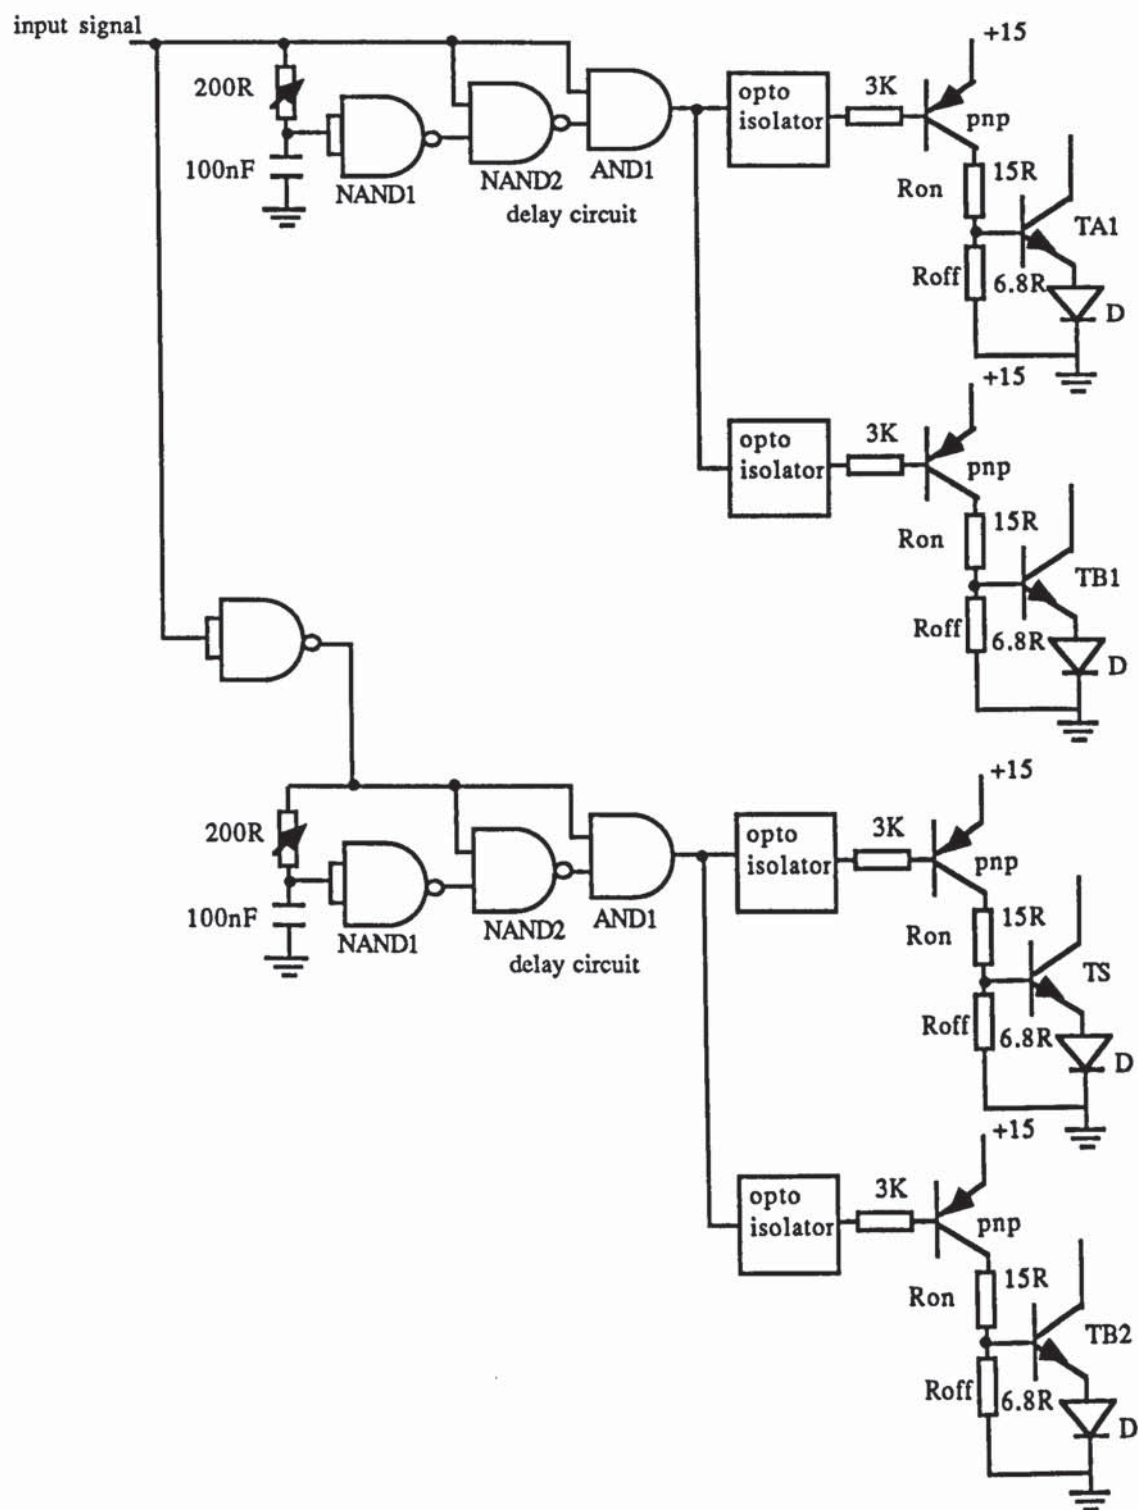 input signal
+15
200R
opto
isolator
3K
pnp
100nF
NAND1
NAND2
AND1
delay circuit
Ron
15R
TA1
Roff
6.8R
D
+15
opto
isolator
3K
pnp
Ron
15R
TB1
Roff
6.8R
D
+15
200R
opto
isolator
3K
pnp
100nF
NAND1
NAND2
AND1
delay circuit
Ron
15R
TS
Roff
6.8R
D
+15
opto
isolator
3K
pnp
Ron
15R
TB2
Roff
6.8R
D